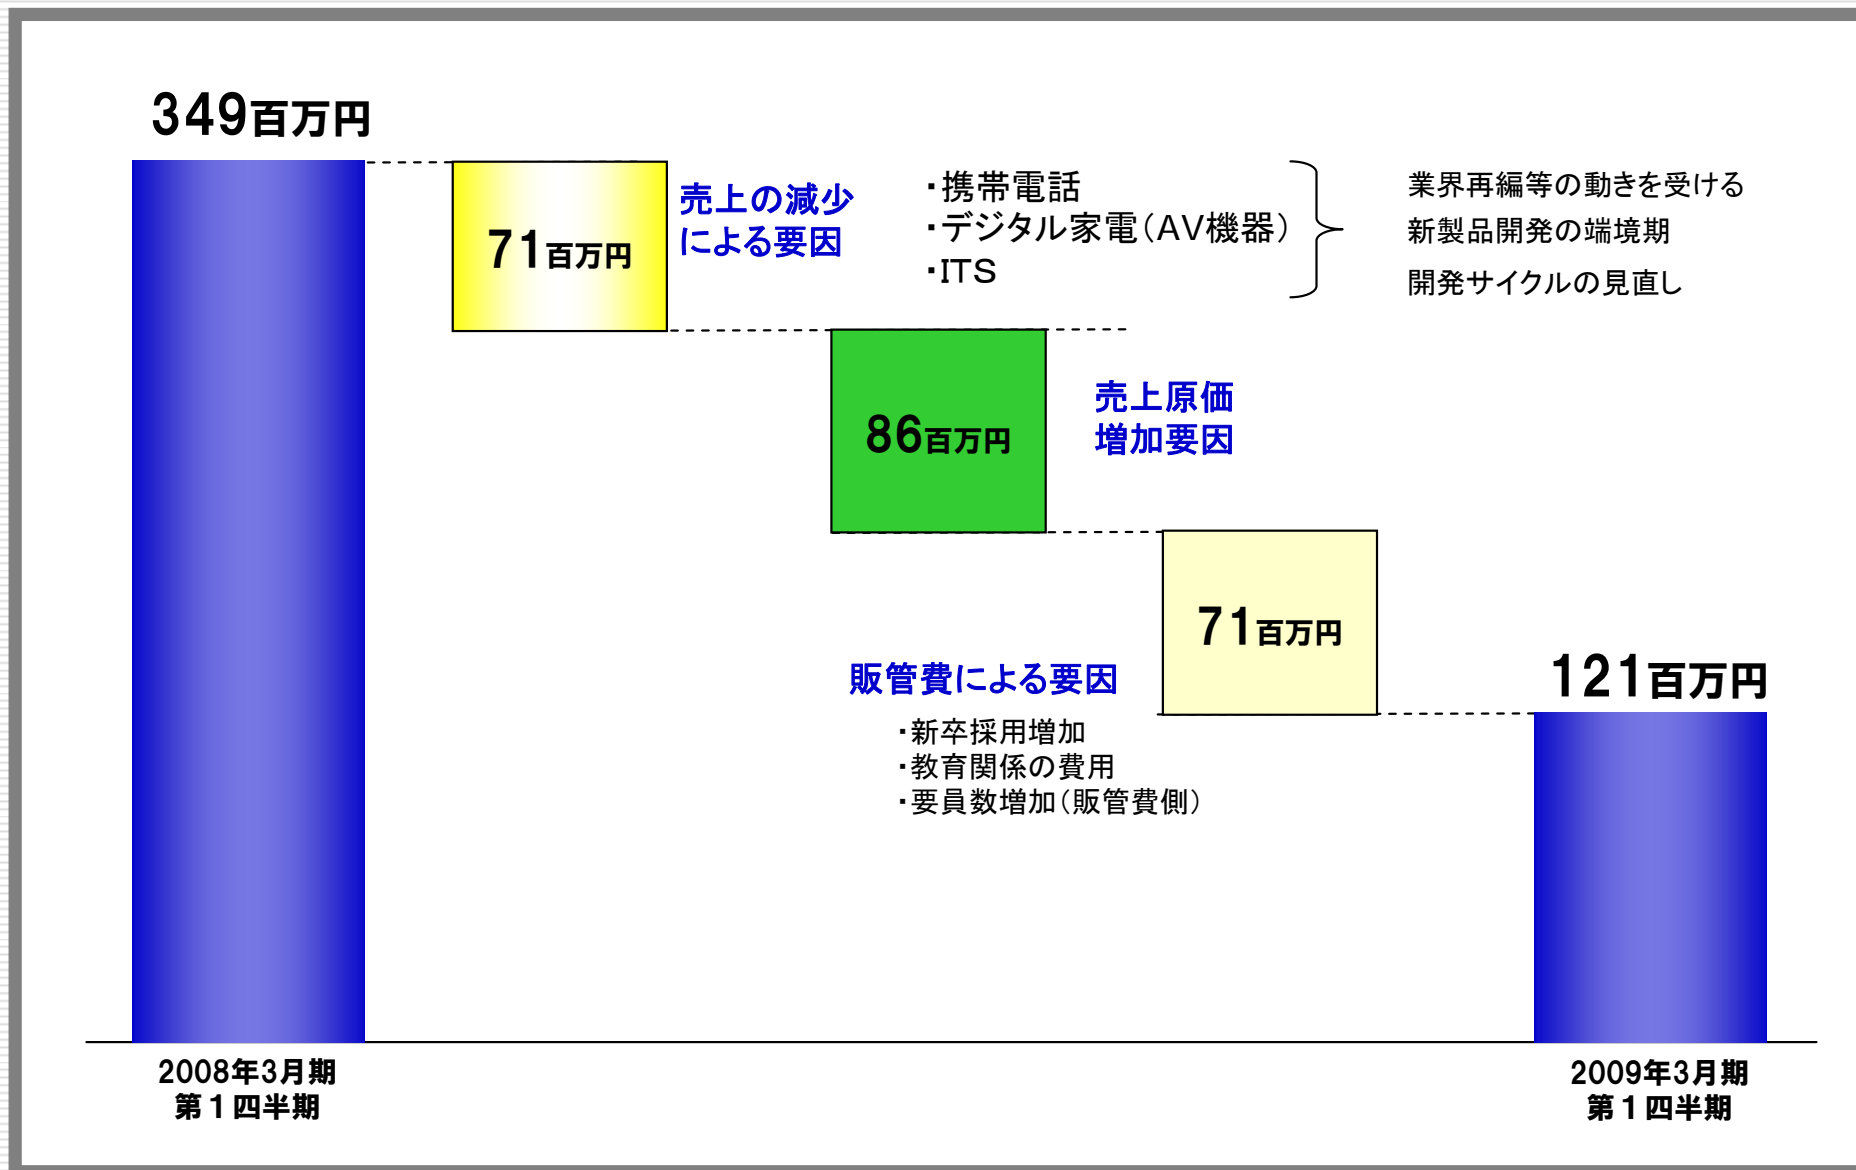 349百万円
71百万円
売上の減少
による要因
・携帯電話
・デジタル家電(AV機器)
・ITS
業界再編等の動きを受ける
新製品開発の端境期
開発サイクルの見直し
86百万円
売上原価
増加要因
71百万円
販管費による要因
・新卒採用増加
・教育関係の費用
・要員数増加(販管費側)
121百万円
2008年3月期
第1四半期
2009年3月期
第1四半期